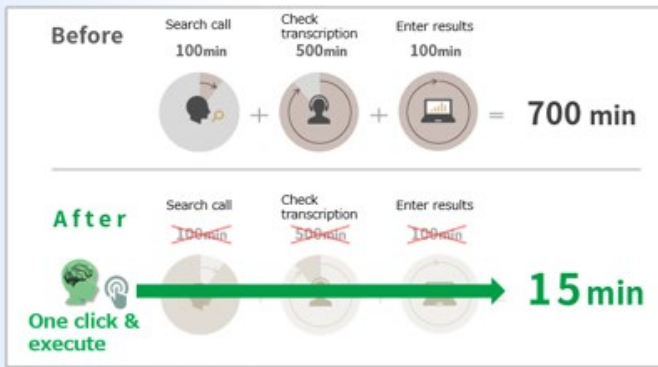 Before
Search call
100min
Check
transcription
500min
Enter results
100min
+
+
=
700 min
After
Search call
100min
Check
transcription
500min
Enter results
100min
One click &
execute
15min